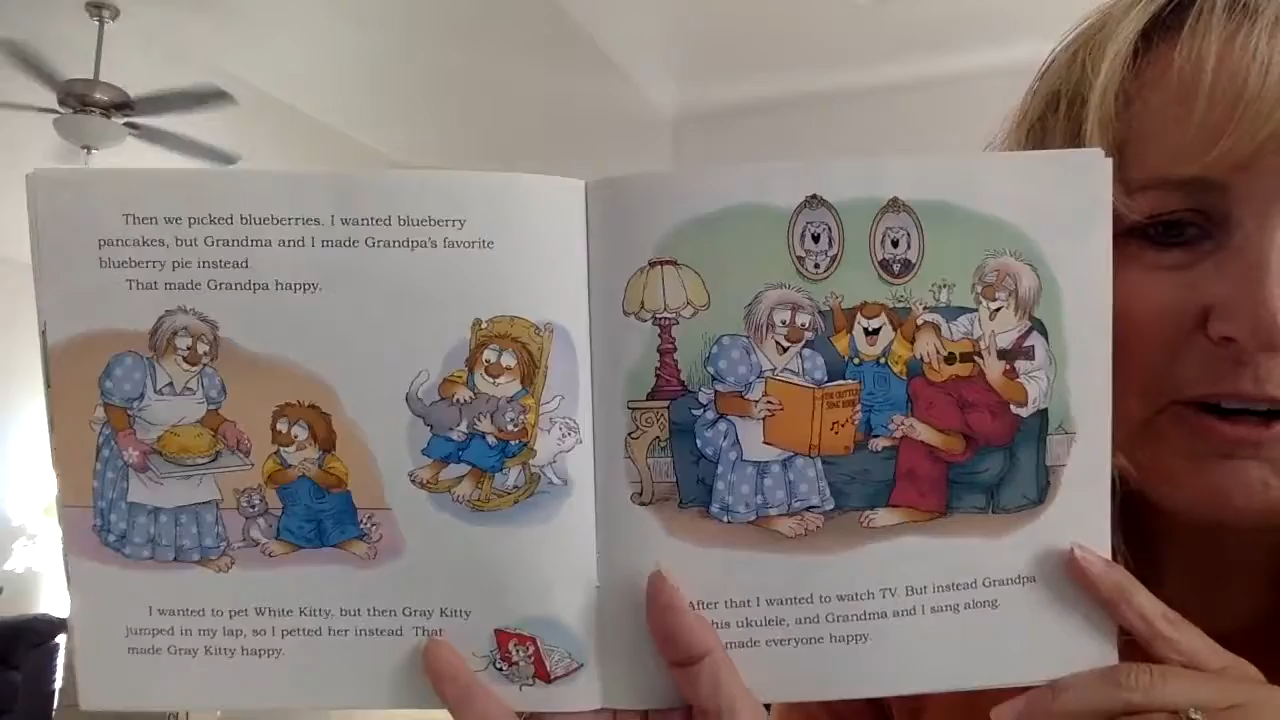 Then we picked blueberries. I wanted blueberry
pancakes, but Grandma and I made Grandpa's favorite
blueberry pie instead.
That made Grandpa happy.
I wanted to pet White Kitty, but then Gray Kitty
jumped in my lap, so I petted her instead. That
made Gray Kitty happy.
THE CRITTER
SONG BOOK
After that I wanted to watch TV. But instead Grandpa
his ukulele, and Grandma and I sang along.
made everyone happy.